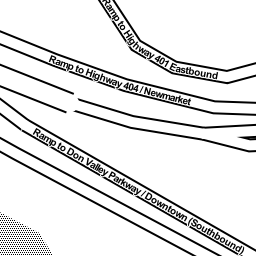 Ramp to Highway 401 Eastbound
Ramp to Highway 404 / Newmarket
Ramp to Don Valley Parkway / Downtown (Southbound)